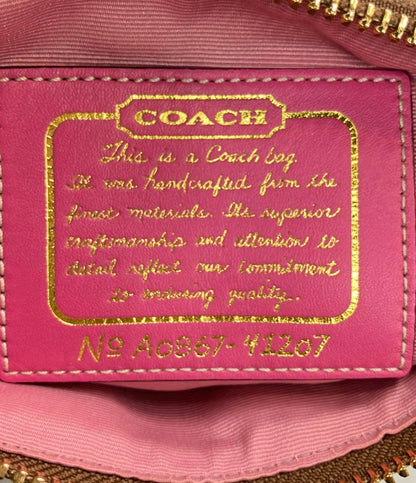 COACH
This is a Coach bag.
It was handcrafted from the
finest materials. Its superior
craftsmanship and attention to
detail reflect our commitment
to enduring quality.
No A0867-41207